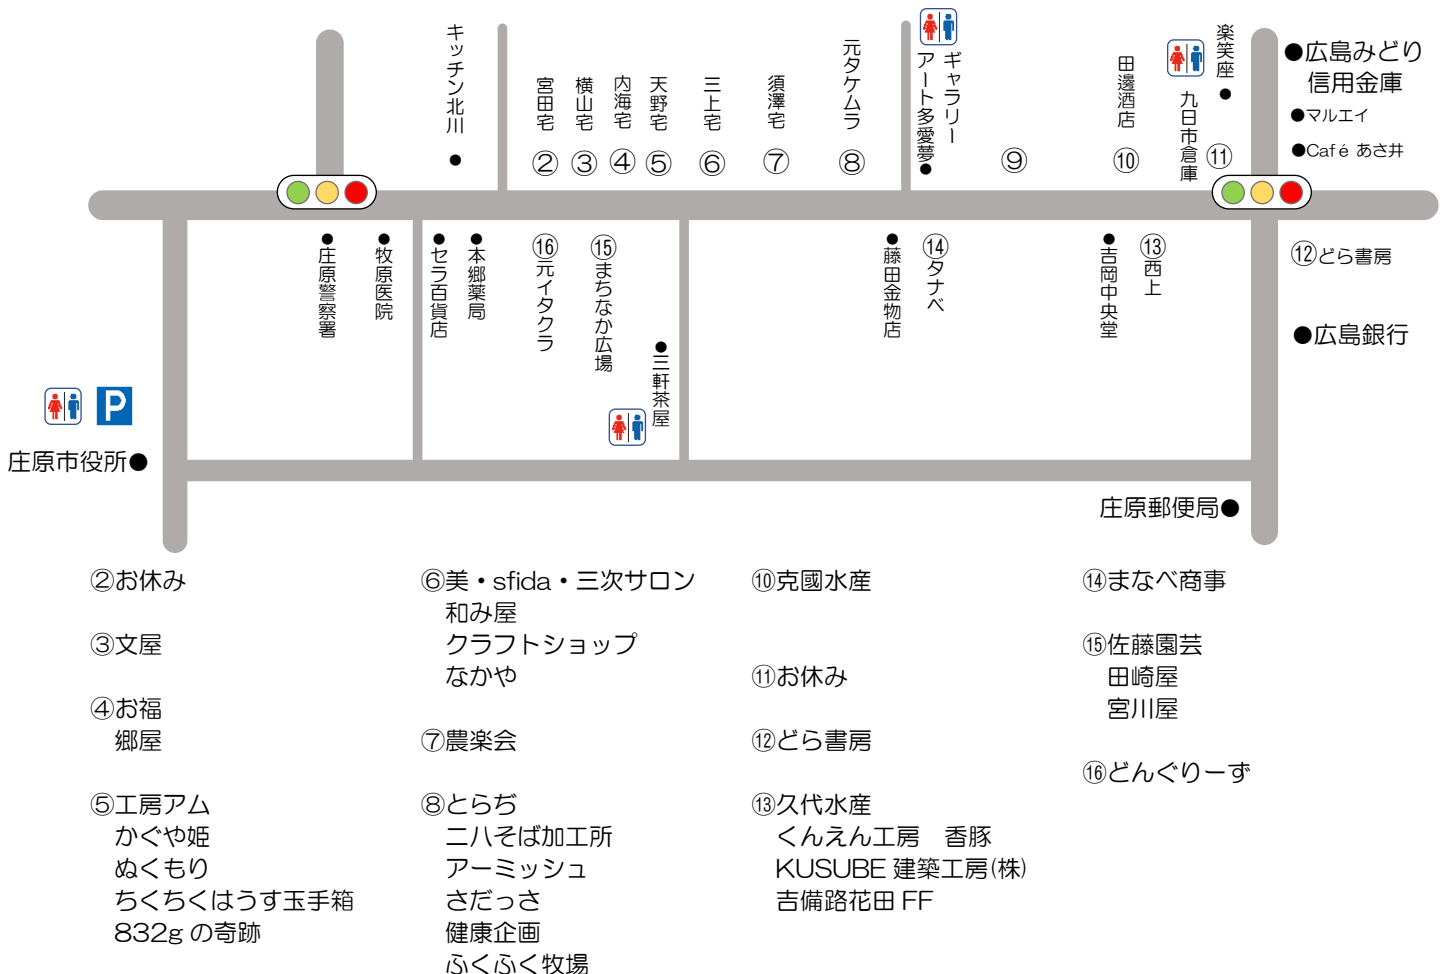 キッチン北川
宮田宅
横山宅
内海宅
天野宅
三上宅
須澤宅
元タケムラ
ギャラリー
アート多愛夢
田邊酒店
九日市倉庫
楽笑座
広島みどり
信用金庫
マルエイ
Café あさ井
②
③
④
⑤
⑥
⑦
⑧
⑨
⑩
⑪
庄原警察署
牧原医院
セラ百貨店
本郷薬局
⑯元イタクラ
⑮まちなか広場
三軒茶屋
藤田金物店
⑭タナベ
吉岡中央堂
⑬西上
⑫どら書房
広島銀行
P
庄原市役所
庄原郵便局
②お休み
③文屋
④お福
郷屋
⑤工房アム
かぐや姫
ぬくもり
ちくちくはうす玉手箱
832g の奇跡
⑥美・sfida・三次サロン
和み屋
クラフトショップ
なかや
⑦農楽会
⑧とらぢ
二八そば加工所
アーミッシュ
さだっさ
健康企画
ふくふく牧場
⑩克國水産
⑪お休み
⑫どら書房
⑬久代水産
くんえん工房　香豚
KUSUBE 建築工房(株)
吉備路花田 FF
⑭まなべ商事
⑮佐藤園芸
田崎屋
宮川屋
⑯どんぐりーず